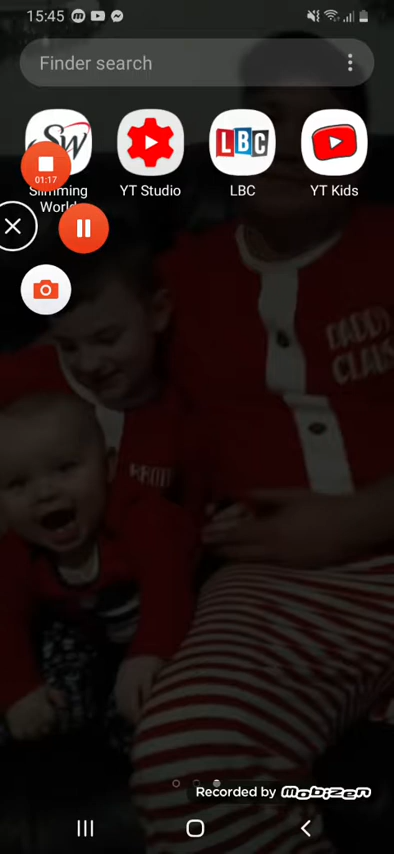 15:45
Finder search
SW
LBC
01:17
Slimming World
YT Studio
LBC
YT Kids
DADDY
CLAUS
Recorded by mobizen